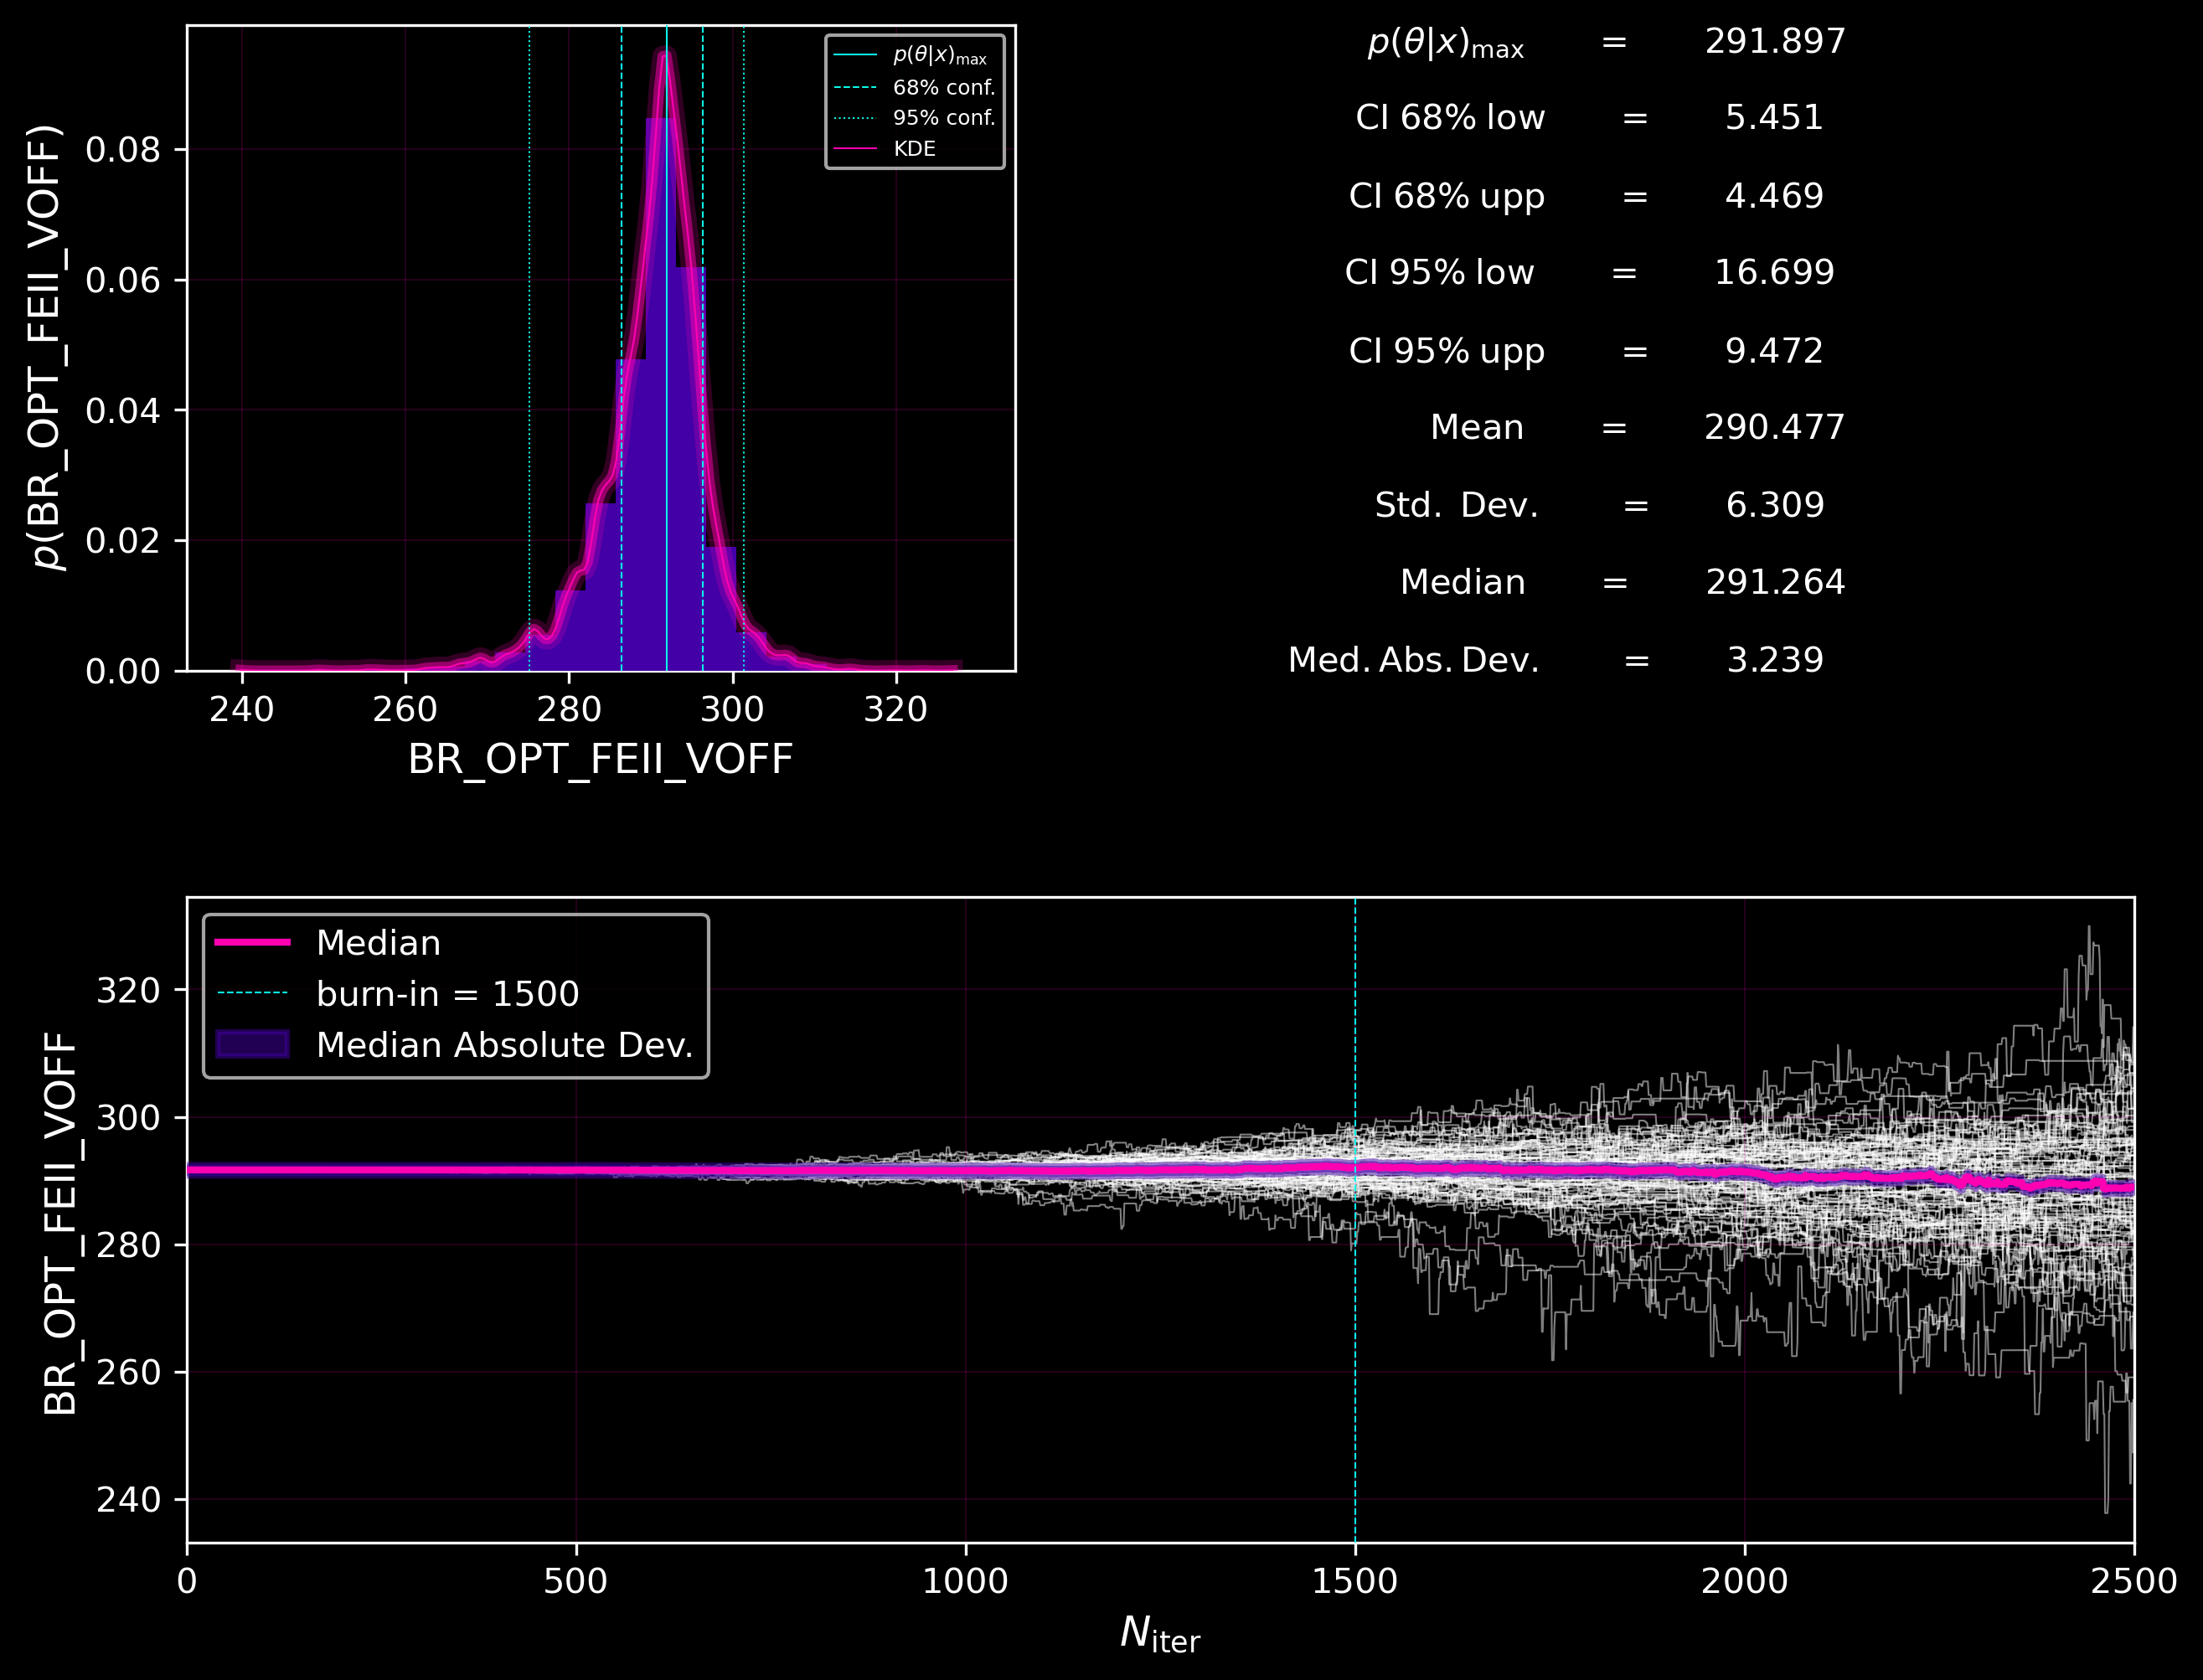 p(θ|x)max
68% conf.
95% conf.
KDE
p(BR_OPT_FEII_VOFF)
0.08
0.06
0.04
0.02
0.00
240 260 280 300 320
BR_OPT_FEII_VOFF
p(θ|x)max = 291.897
CI 68% low = 5.451
CI 68% upp = 4.469
CI 95% low = 16.699
CI 95% upp = 9.472
Mean = 290.477
Std. Dev. = 6.309
Median = 291.264
Med. Abs. Dev. = 3.239
Median
burn-in = 1500
Median Absolute Dev.
BR_OPT_FEII_VOFF
320
300
280
260
240
0 500 1000 1500 2000 2500
Niter